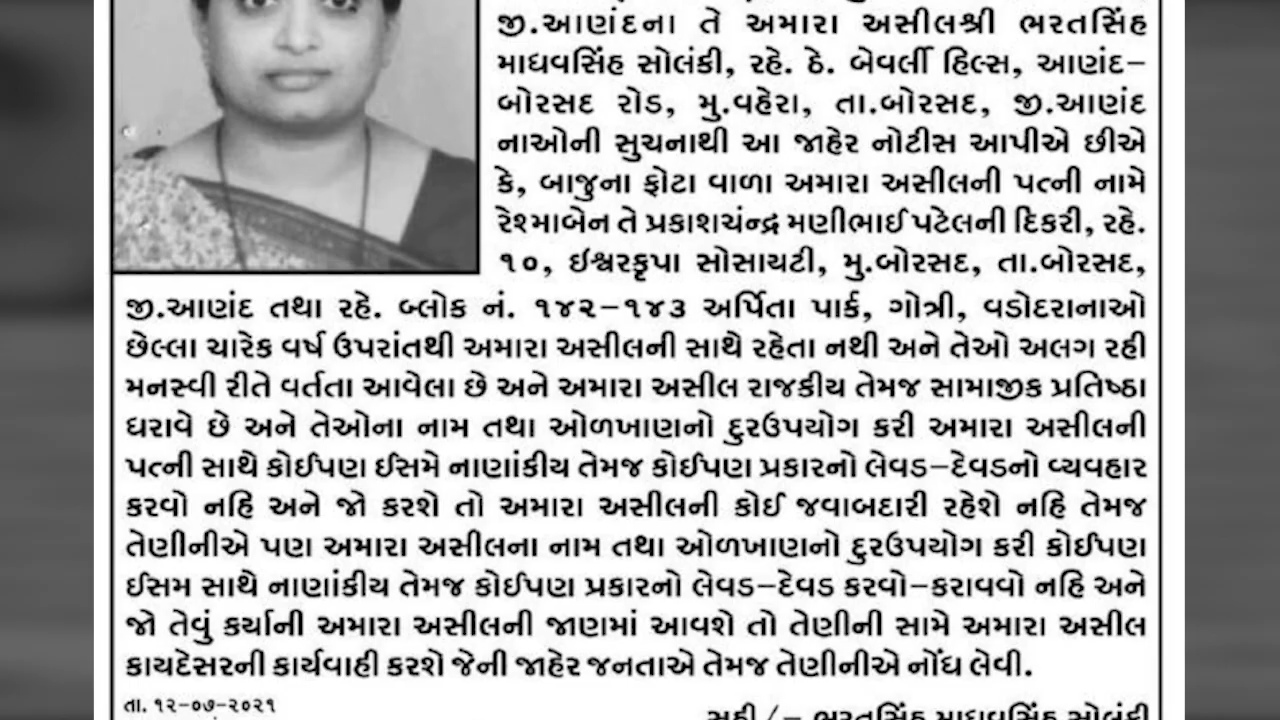 જી.આણંદના તે અમારા અસીલશ્રી ભરતસિંહ
માધવસિંહ સોલંકી, રહે. ઠે. બેવર્લી હિલ્સ, આણંદ–
બોરસદ રોડ, મુ.વહેરા, તા.બોરસદ, જી.આણંદ
નાઓની સુચનાથી આ જાહેર નોટીસ આપીએ છીએ
કે, બાજુના ફોટા વાળા અમારા અસીલની પત્ની નામે
રેશ્માબેન તે પ્રકાશચંદ્ર મણીભાઈ પટેલની દિકરી, રહે.
૧૦, ઇશ્વરકૃપા સોસાયટી, મુ.બોરસદ, તા.બોરસદ,
જી.આણંદ તથા રહે. બ્લોક નં. ૧૪૨–૧૪૩ અર્પિતા પાર્ક, ગોત્રી, વડોદરાનાઓ
છેલ્લા ચારેક વર્ષ ઉપરાંતથી અમારા અસીલની સાથે રહેતા નથી અને તેઓ અલગ રહી
મનસ્વી રીતે વર્તતા આવેલા છે અને અમારા અસીલ રાજકીય તેમજ સામાજીક પ્રતિષ્ઠા
ધરાવે છે અને તેઓના નામ તથા ઓળખાણનો દુરઉપયોગ કરી અમારા અસીલની
પત્ની સાથે કોઈપણ ઈસમે નાણાંકીય તેમજ કોઈપણ પ્રકારનો લેવડ–દેવડનો વ્યવહાર
કરવો નહિ અને જો કરશે તો અમારા અસીલની કોઈ જવાબદારી રહેશે નહિ તેમજ
તેણીનીએ પણ અમારા અસીલના નામ તથા ઓળખાણનો દુરઉપયોગ કરી કોઈપણ
ઈસમ સાથે નાણાંકીય તેમજ કોઈપણ પ્રકારનો લેવડ–દેવડ કરવો–કરાવવો નહિ અને
જો તેવું કર્યાની અમારા અસીલની જાણમાં આવશે તો તેણીની સામે અમારા અસીલ
કાયદેસરની કાર્યવાહી કરશે જેની જાહેર જનતાએ તેમજ તેણીનીએ નોંધ લેવી.
તા. ૧૨–૦૭–૨૦૨૧
સહી /– ભરતસિંહ માધવસિંહ સોલંકી